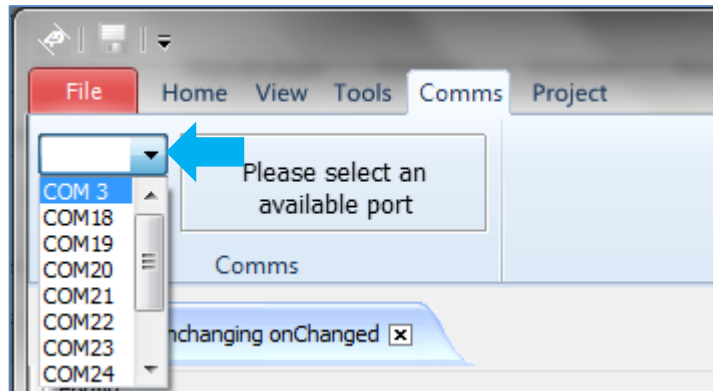 File Home View Tools Comms Project
Please select an
available port
COM 3
COM18
COM19
COM20
COM21
COM22
COM23
COM24
Comms
nchanging onChanged